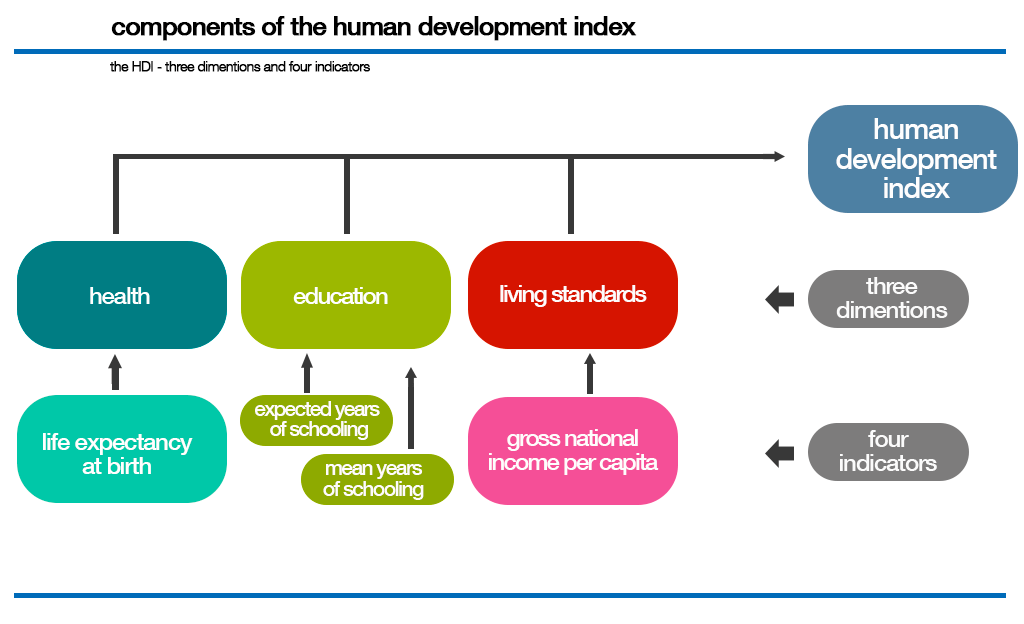 components of the human development index
the HDI - three dimentions and four indicators
human
development
index
health
education
living standards
three
dimentions
life expectancy
at birth
expected years
of schooling
mean years
of schooling
gross national
income per capita
four
indicators